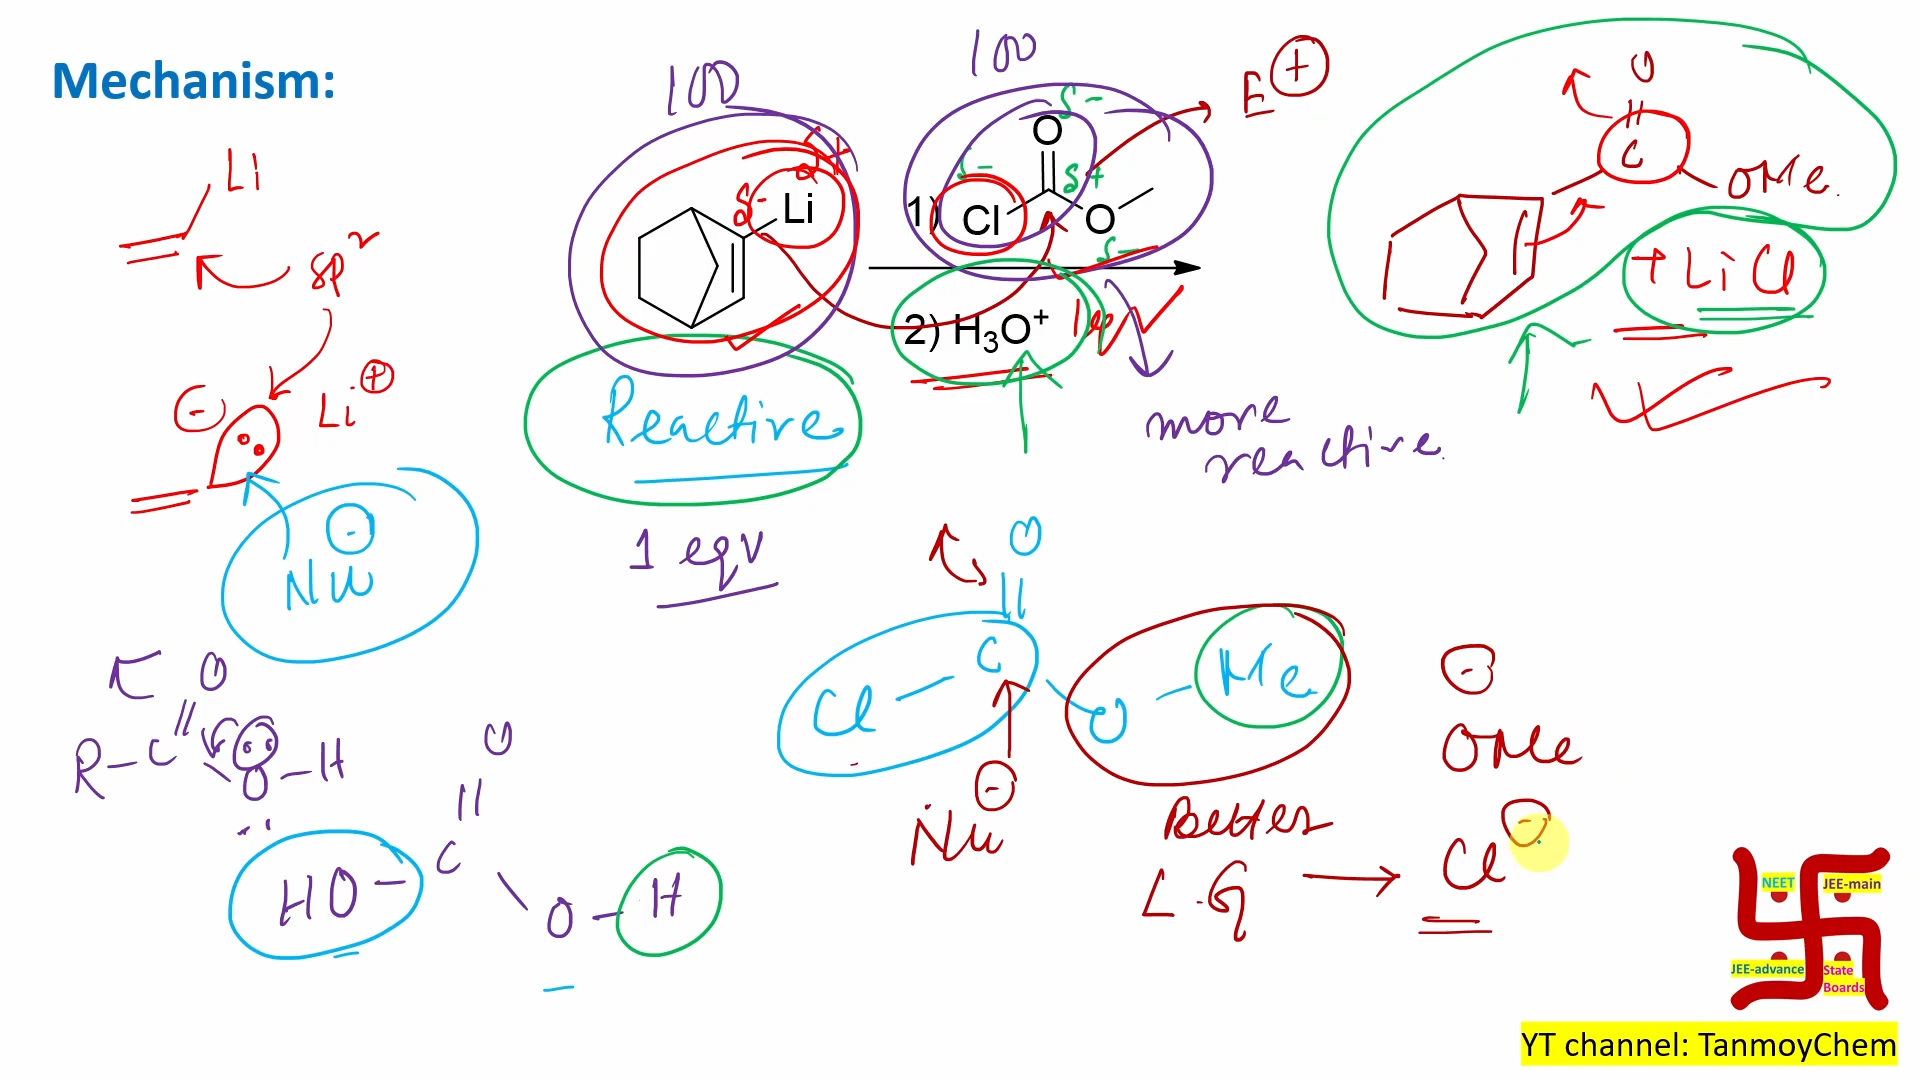 Mechanism:
100
100
E +
O
Li
δ- Li δ+
δ-
O
δ-
δ+
1) Cl O
δ-
C
OMe.
sp²
+ LiCl
2) H₃O⁺ 1eq
- Li +
Reactive
more
reactive.
-
Nu
1 eqv
O
O
C
Cl
O
Me
-
OMe
R-C
O-H
O
C
HO
O-H
-
Nu
Better
L.G
Cl -
NEET JEE-main
JEE-advance State
Boards
YT channel: TanmoyChem